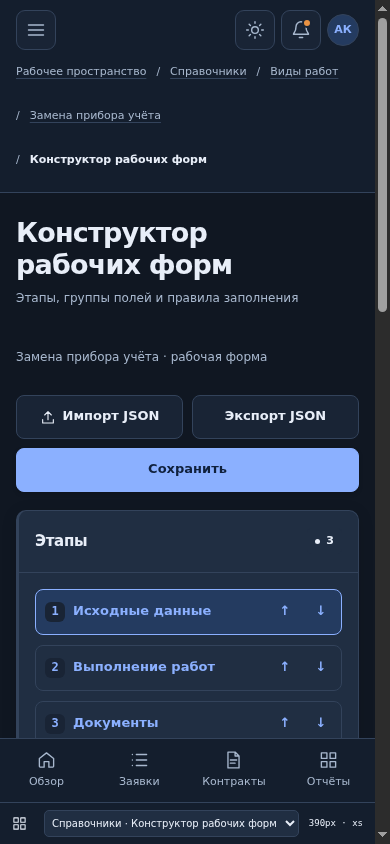 АК
Рабочее пространство / Справочники / Виды работ
/ Замена прибора учёта
/ Конструктор рабочих форм
Конструктор
рабочих форм
Этапы, группы полей и правила заполнения
Замена прибора учёта · рабочая форма
Импорт JSON
Экспорт JSON
Сохранить
Этапы
• 3
1 Исходные данные ↑ ↓
2 Выполнение работ ↑ ↓
3 Документы ↑ ↓
Обзор
Заявки
Контракты
Отчёты
Справочники · Конструктор рабочих форм
390px · xs